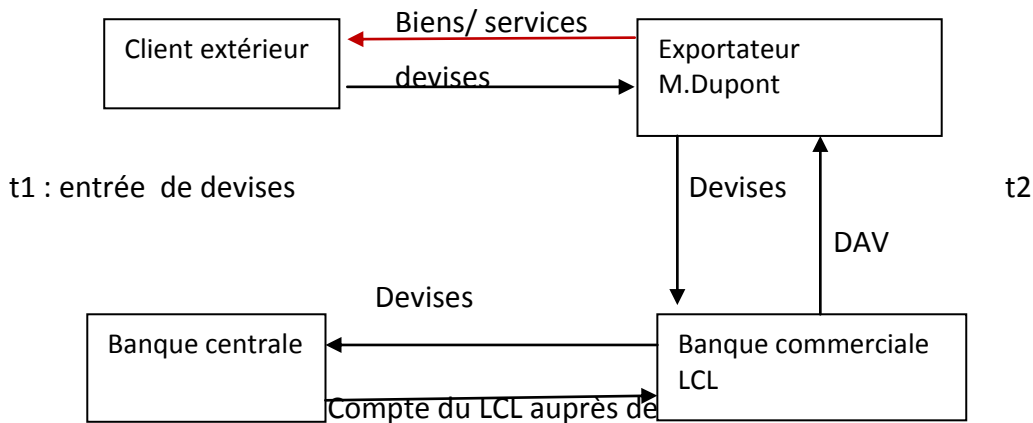 Biens/ services
Client extérieur
Exportateur
M.Dupont
devises
t1 : entrée  de devises
Devises
t2
DAV
Devises
Banque centrale
Banque commerciale
LCL
Compte du LCL auprès de